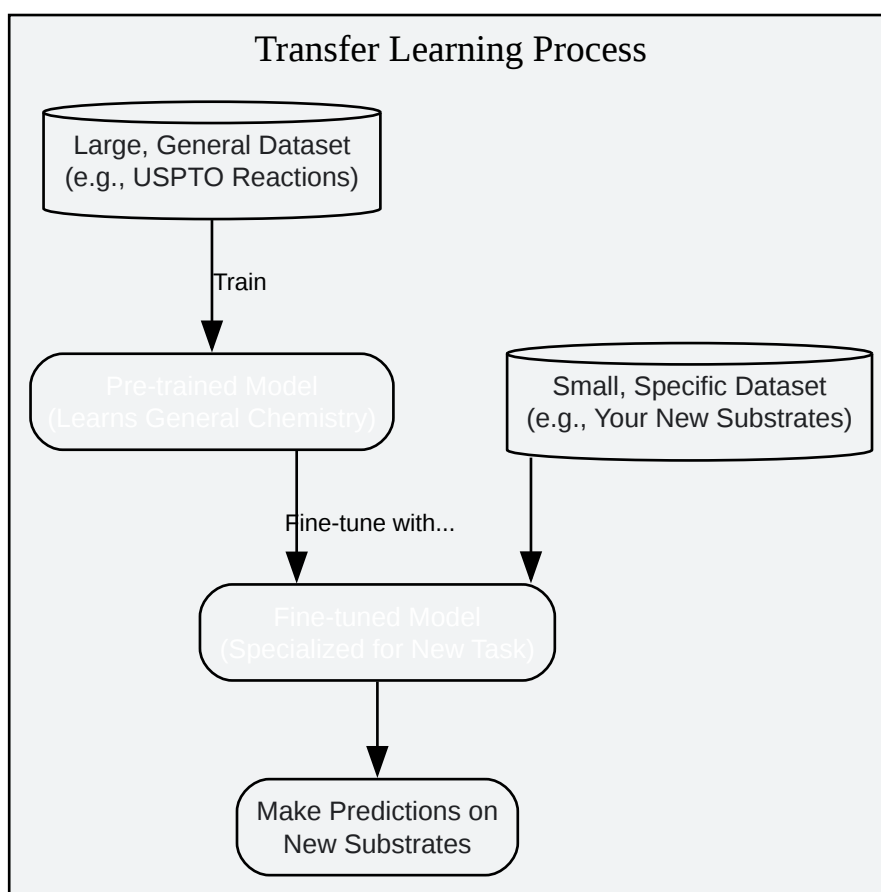 Transfer Learning Process
Large, General Dataset
(e.g., USPTO Reactions)
Train
Pre-trained Model
(Learns General Chemistry)
Small, Specific Dataset
(e.g., Your New Substrates)
Fine-tune with...
Fine-tuned Model
(Specialized for New Task)
Make Predictions on
New Substrates